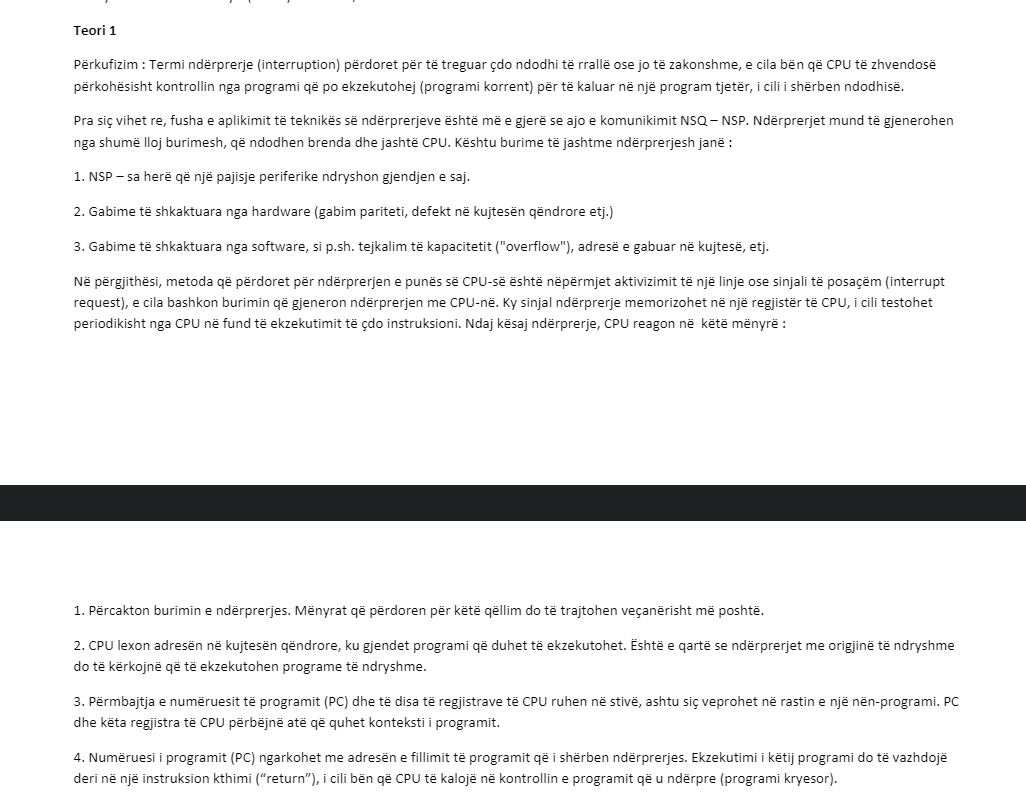 Teori 1
Përkufizim : Termi ndërprerje (interruption) përdoret për të treguar çdo ndodhi të rrallë ose jo të zakonshme, e cila bën që CPU të zhvendosë
përkohësisht kontrollin nga programi që po ekzekutohej (programi korrent) për të kaluar në një program tjetër, i cili i shërben ndodhisë.
Pra siç vihet re, fusha e aplikimit të teknikës së ndërprerjeve është më e gjerë se ajo e komunikimit NSQ – NSP. Ndërprerjet mund të gjenerohen
nga shumë lloj burimesh, që ndodhen brenda dhe jashtë CPU. Kështu burime të jashtme ndërprerjesh janë :
1. NSP – sa herë që një pajisje periferike ndryshon gjendjen e saj.
2. Gabime të shkaktuara nga hardware (gabim pariteti, defekt në kujtesën qëndrore etj.)
3. Gabime të shkaktuara nga software, si p.sh. tejkalim të kapacitetit ("overflow"), adresë e gabuar në kujtesë, etj.
Në përgjithësi, metoda që përdoret për ndërprerjen e punës së CPU-së është nëpërmjet aktivizimit të një linje ose sinjali të posaçëm (interrupt
request), e cila bashkon burimin që gjeneron ndërprerjen me CPU-në. Ky sinjal ndërprerje memorizohet në një regjistër të CPU, i cili testohet
periodikisht nga CPU në fund të ekzekutimit të çdo instruksioni. Ndaj kësaj ndërprerje, CPU reagon në  këtë mënyrë :
1. Përcakton burimin e ndërprerjes. Mënyrat që përdoren për këtë qëllim do të trajtohen veçanërisht më poshtë.
2. CPU lexon adresën në kujtesën qëndrore, ku gjendet programi që duhet të ekzekutohet. Është e qartë se ndërprerjet me origjinë të ndryshme
do të kërkojnë që të ekzekutohen programe të ndryshme.
3. Përmbajtja e numëruesit të programit (PC) dhe të disa të regjistrave të CPU ruhen në stivë, ashtu siç veprohet në rastin e një nën-programi. PC
dhe këta regjistra të CPU përbëjnë atë që quhet konteksti i programit.
4. Numëruesi i programit (PC) ngarkohet me adresën e fillimit të programit që i shërben ndërprerjes. Ekzekutimi i këtij programi do të vazhdojë
deri në një instruksion kthimi (“return”), i cili bën që CPU të kalojë në kontrollin e programit që u ndërpre (programi kryesor).